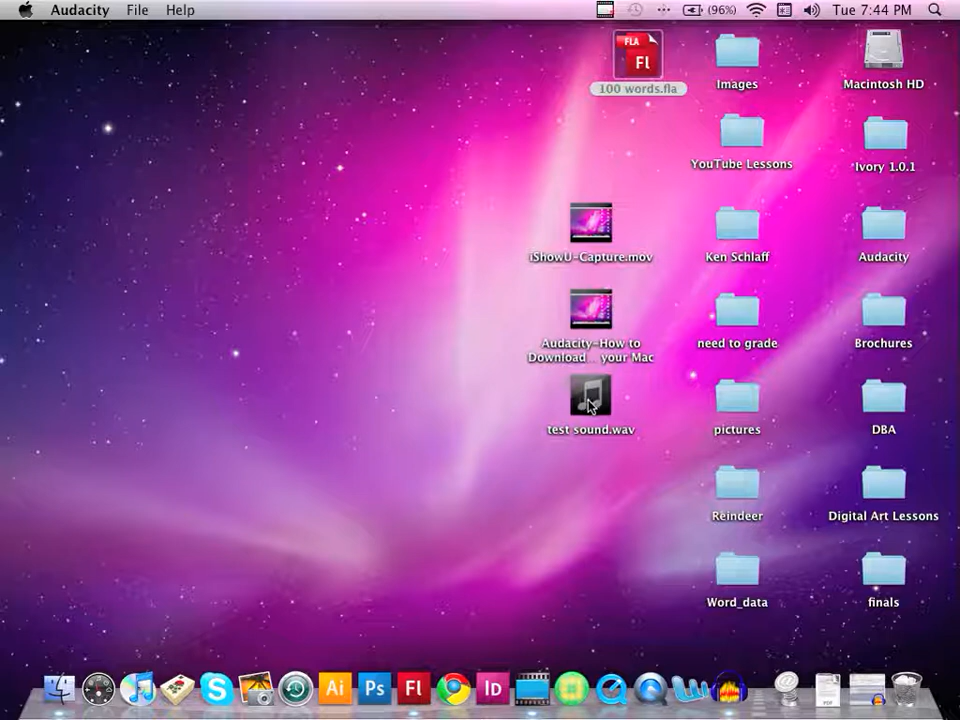 Audacity File Help (96%) Tue 7:44 PM
FLA
Fl
100 words.fla
Images
Macintosh HD
YouTube Lessons
Ivory 1.0.1
iShowU-Capture.mov
Ken Schlaff
Audacity
Audacity-How to
Download... your Mac
need to grade
Brochures
test sound.wav
pictures
DBA
Reindeer
Digital Art Lessons
Word_data
finals
Ai Ps Fl Id
PDF